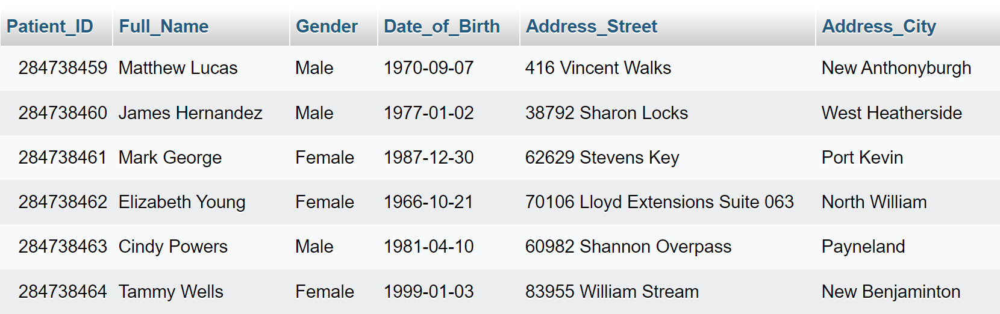 Patient_ID Full_Name Gender Date_of_Birth Address_Street Address_City
284738459 Matthew Lucas Male 1970-09-07 416 Vincent Walks New Anthonyburgh
284738460 James Hernandez Male 1977-01-02 38792 Sharon Locks West Heatherside
284738461 Mark George Female 1987-12-30 62629 Stevens Key Port Kevin
284738462 Elizabeth Young Female 1966-10-21 70106 Lloyd Extensions Suite 063 North William
284738463 Cindy Powers Male 1981-04-10 60982 Shannon Overpass Payneland
284738464 Tammy Wells Female 1999-01-03 83955 William Stream New Benjaminton